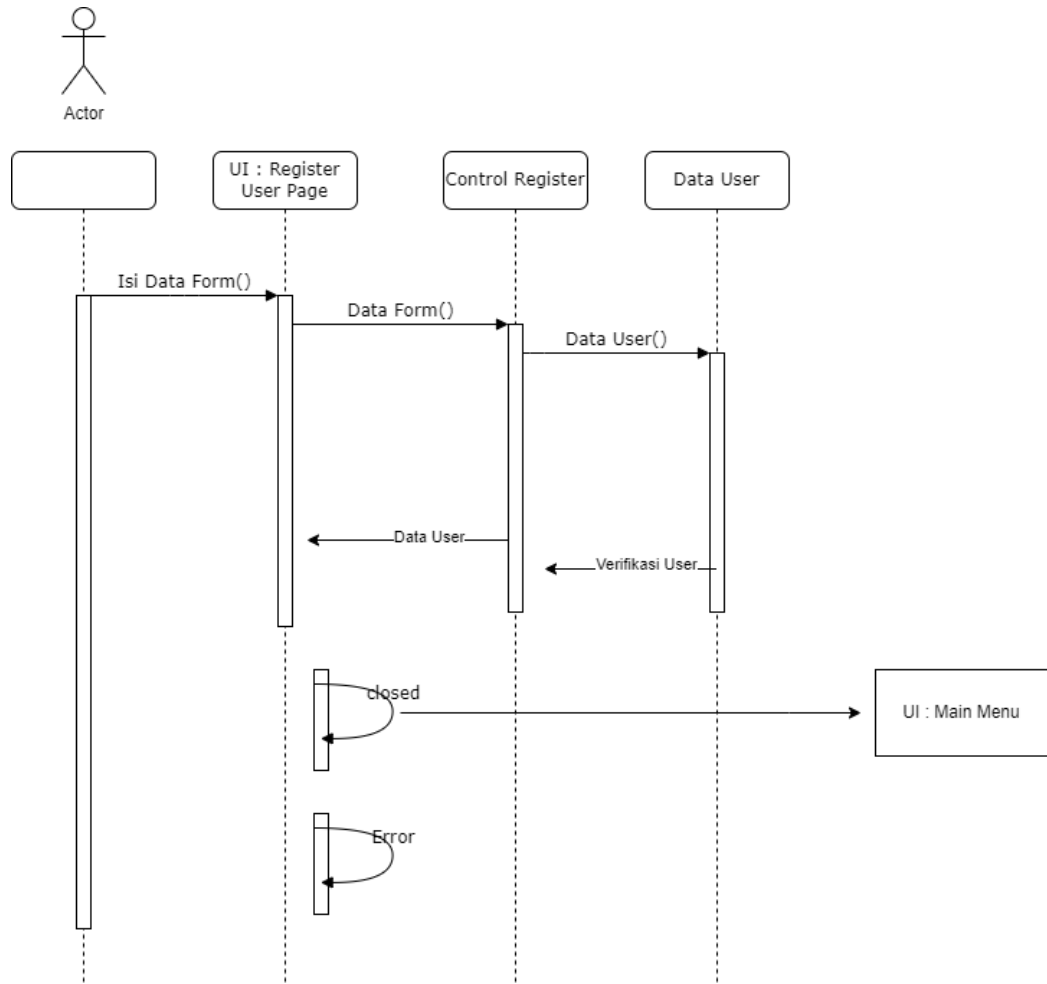 Actor
UI : Register
User Page
Control Register
Data User
Isi Data Form()
Data Form()
Data User()
Data User
Verifikasi User
closed
UI : Main Menu
Error